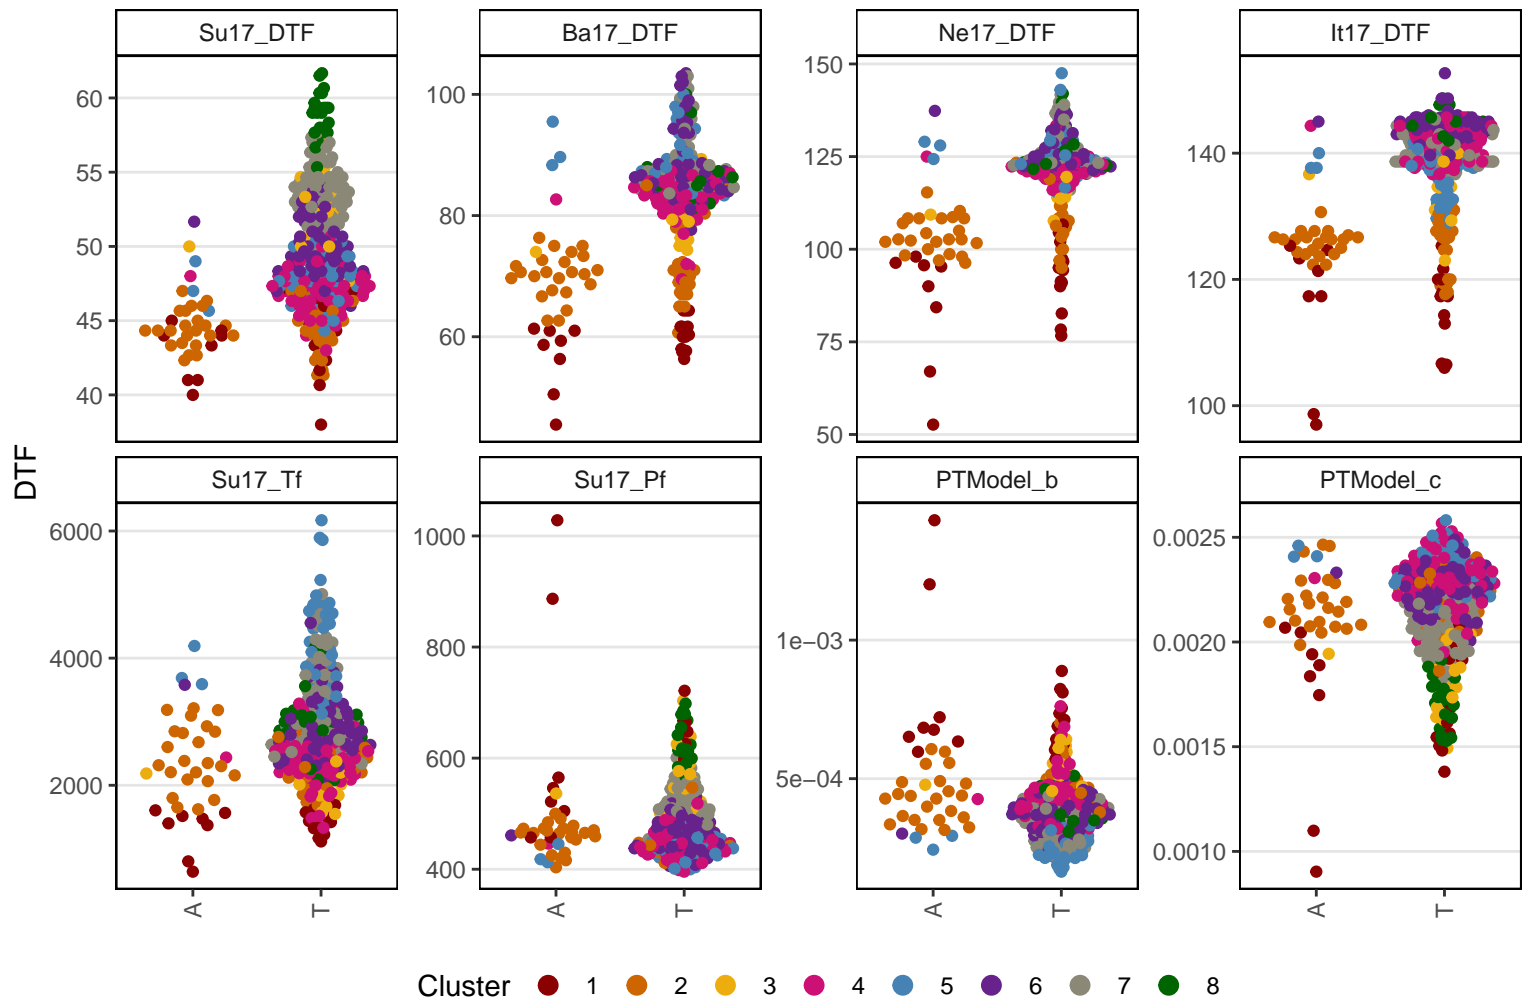 Su17_DTF
Ba17_DTF
Ne17_DTF
It17_DTF
60
55
50
45
40
100
80
60
150
125
100
75
50
140
120
100
DTF
Su17_Tf
Su17_Pf
PTModel_b
PTModel_c
6000
4000
2000
1000
800
600
400
1e−03
5e−04
0.0025
0.0020
0.0015
0.0010
A
T
A
T
A
T
A
T
Cluster 1 2 3 4 5 6 7 8